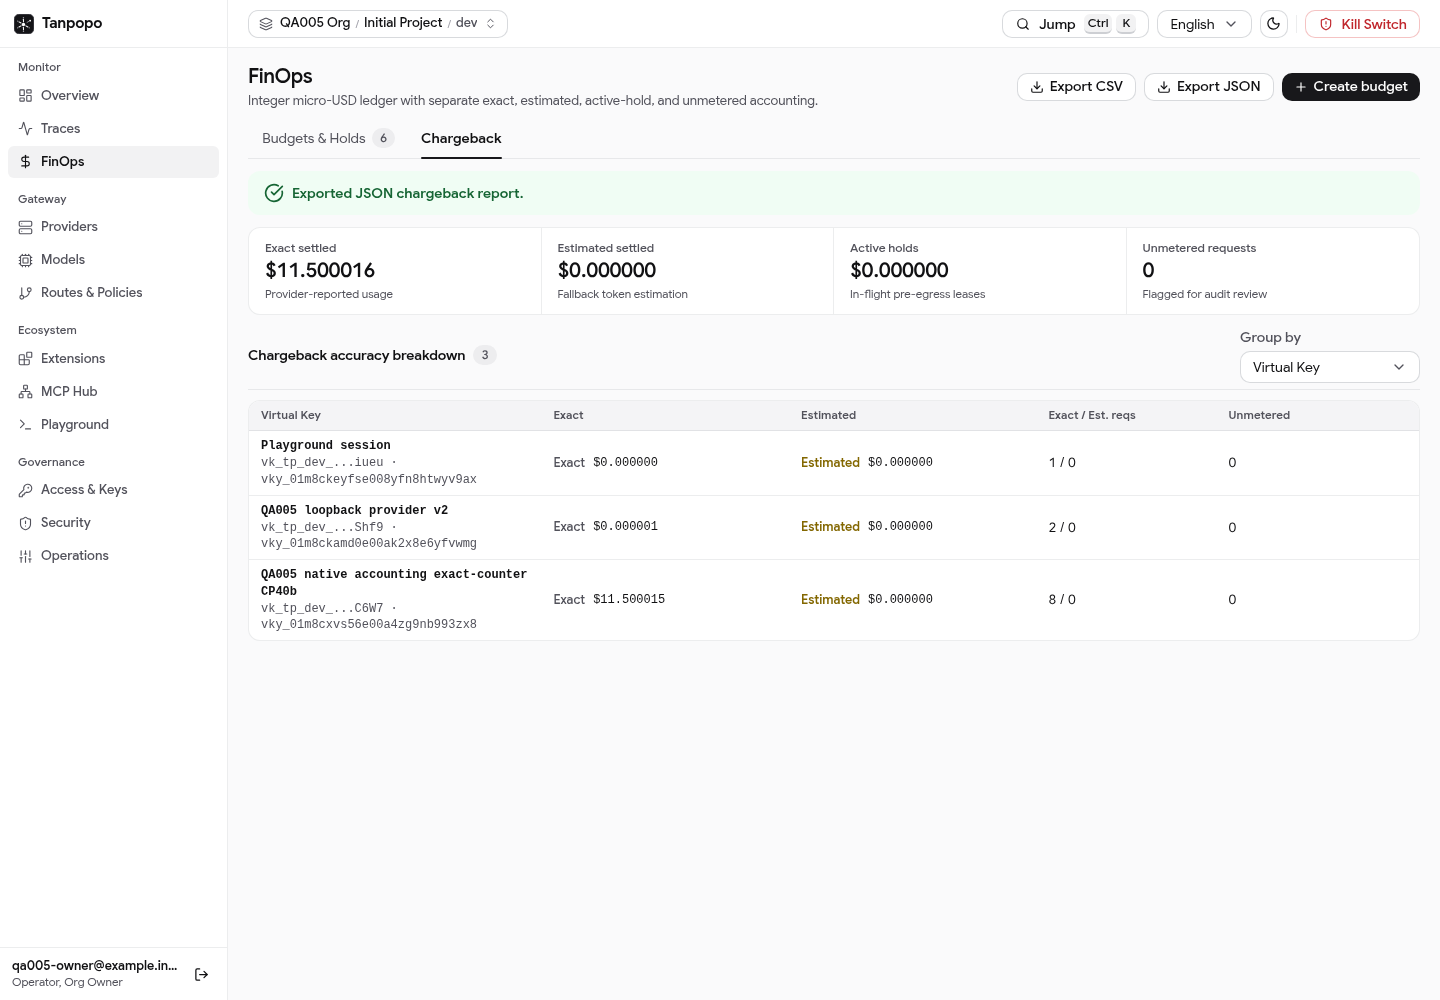 Tanpopo
QA005 Org / Initial Project / dev
Jump Ctrl K
English
Kill Switch
Monitor
Overview
Traces
FinOps
Gateway
Providers
Models
Routes & Policies
Ecosystem
Extensions
MCP Hub
Playground
Governance
Access & Keys
Security
Operations
qa005-owner@example.in...
Operator, Org Owner
FinOps
Integer micro-USD ledger with separate exact, estimated, active-hold, and unmetered accounting.
Export CSV
Export JSON
Create budget
Budgets & Holds 6
Chargeback
Exported JSON chargeback report.
Exact settled
$11.500016
Provider-reported usage
Estimated settled
$0.000000
Fallback token estimation
Active holds
$0.000000
In-flight pre-egress leases
Unmetered requests
0
Flagged for audit review
Chargeback accuracy breakdown 3
Group by
Virtual Key
Virtual Key Exact Estimated Exact / Est. reqs Unmetered
Playground session
vk_tp_dev_...iueu ·
vky_01m8ckeyfse008yfn8htwyv9ax
Exact $0.000000 Estimated $0.000000 1 / 0 0
QA005 loopback provider v2
vk_tp_dev_...Shf9 ·
vky_01m8ckamd0e00ak2x8e6yfvwmg
Exact $0.000001 Estimated $0.000000 2 / 0 0
QA005 native accounting exact-counter
CP40b
vk_tp_dev_...C6W7 ·
vky_01m8cxvs56e00a4zg9nb993zx8
Exact $11.500015 Estimated $0.000000 8 / 0 0